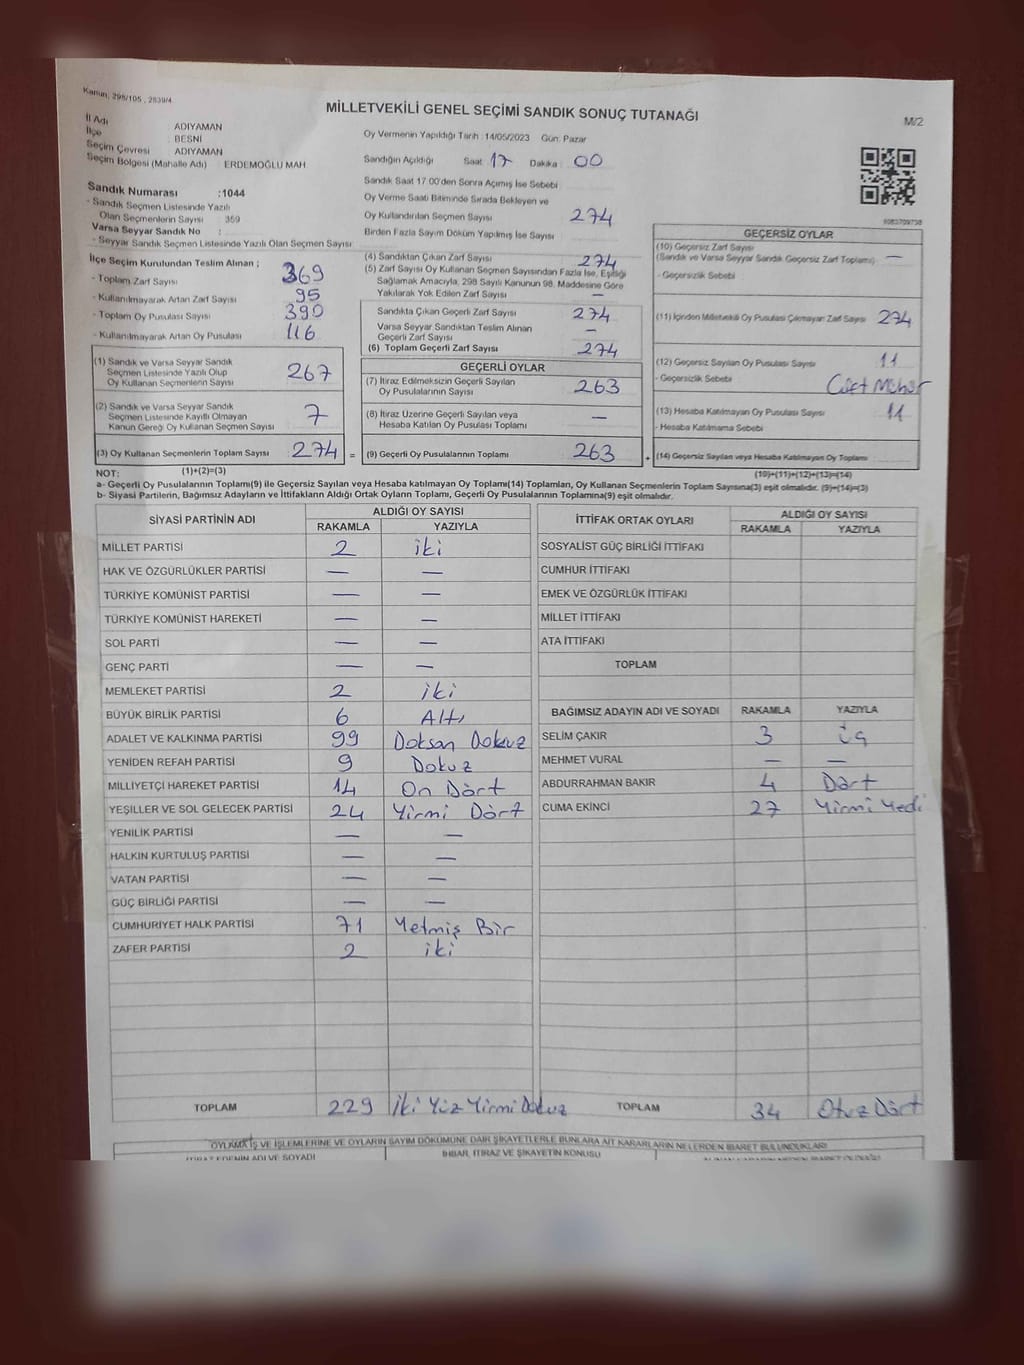 Kanun; 298/105 , 2839/4
MİLLETVEKİLİ GENEL SEÇİMİ SANDIK SONUÇ TUTANAĞI
M/2
İl Adı : ADIYAMAN
İlçe : BESNİ
Seçim Çevresi : ADIYAMAN
Seçim Bölgesi (Mahalle Adı) : ERDEMOĞLU MAH
Sandık Numarası :1044
- Sandık Seçmen Listesinde Yazılı
Olan Seçmenlerin Sayısı : 369
Varsa Seyyar Sandık No :
- Seyyar Sandık Seçmen Listesinde Yazılı Olan Seçmen Sayısı :
Oy Vermenin Yapıldığı Tarih :14/05/2023 Gün: Pazar
Sandığın Açıldığı Saat 17 Dakika : 00
Sandık Saat 17:00'den Sonra Açılmış İse Sebebi
Oy Verme Saati Bitiminde Sırada Bekleyen ve
Oy Kullandırılan Seçmen Sayısı 274
Birden Fazla Sayım Döküm Yapılmış İse Sayısı
İlçe Seçim Kurulundan Teslim Alınan ;
- Toplam Zarf Sayısı 369
- Kullanılmayarak Artan Zarf Sayısı 95
- Toplam Oy Pusulası Sayısı 390
- Kullanılmayarak Artan Oy Pusulası 116
(1) Sandık ve Varsa Seyyar Sandık
Seçmen Listesinde Yazılı Olup
Oy Kullanan Seçmenlerin Sayısı 267
(2) Sandık ve Varsa Seyyar Sandık
Seçmen Listesinde Kayıtlı Olmayan
Kanun Gereği Oy Kullanan Seçmen Sayısı 7
(3) Oy Kullanan Seçmenlerin Toplam Sayısı 274 =
(4) Sandıktan Çıkan Zarf Sayısı 274
(5) Zarf Sayısı Oy Kullanan Seçmen Sayısından Fazla İse, Eşitliği
Sağlamak Amacıyla, 298 Sayılı Kanunun 98. Maddesine Göre
Yakılarak Yok Edilen Zarf Sayısı —
Sandıkta Çıkan Geçerli Zarf Sayısı 274
Varsa Seyyar Sandıktan Teslim Alınan
Geçerli Zarf Sayısı —
(6) Toplam Geçerli Zarf Sayısı 274
GEÇERLİ OYLAR
(7) İtiraz Edilmeksizin Geçerli Sayılan
Oy Pusulalarının Sayısı 263
(8) İtiraz Üzerine Geçerli Sayılan veya
Hesaba Katılan Oy Pusulası Toplamı —
(9) Geçerli Oy Pusulalarının Toplamı 263 +
9083709738
GEÇERSİZ OYLAR
(10) Geçersiz Zarf Sayısı
(Sandık ve Varsa Seyyar Sandık Geçersiz Zarf Toplamı) —
- Geçersizlik Sebebi
(11) İçinden Milletvekili Oy Pusulası Çıkmayan Zarf Sayısı 274
(12) Geçersiz Sayılan Oy Pusulası Sayısı 11
- Geçersizlik Sebebi Çift Mühür
(13) Hesaba Katılmayan Oy Pusulası Sayısı 11
- Hesaba Katılmama Sebebi
(14) Geçersiz Sayılan veya Hesaba Katılmayan Oy Toplamı
NOT: (1)+(2)=(3) (10)+(11)+(12)+(13)=(14)
a- Geçerli Oy Pusulalarının Toplamı(9) ile Geçersiz Sayılan veya Hesaba katılmayan Oy Toplamı(14) Toplamları, Oy Kullanan Seçmenlerin Toplam Sayısına(3) eşit olmalıdır. (9)+(14)=(3)
b- Siyasi Partilerin, Bağımsız Adayların ve İttifakların Aldığı Ortak Oyların Toplamı, Geçerli Oy Pusulalarının Toplamına(9) eşit olmalıdır.
SİYASİ PARTİNİN ADI ALDIĞI OY SAYISI
RAKAMLA YAZIYLA
MİLLET PARTİSİ 2 iki
HAK VE ÖZGÜRLÜKLER PARTİSİ — —
TÜRKİYE KOMÜNİST PARTİSİ — —
TÜRKİYE KOMÜNİST HAREKETİ — —
SOL PARTİ — —
GENÇ PARTİ — —
MEMLEKET PARTİSİ 2 iki
BÜYÜK BİRLİK PARTİSİ 6 Altı
ADALET VE KALKINMA PARTİSİ 99 Doksan Dokuz
YENİDEN REFAH PARTİSİ 9 Dokuz
MİLLİYETÇİ HAREKET PARTİSİ 14 On Dört
YEŞİLLER VE SOL GELECEK PARTİSİ 24 Yirmi Dört
YENİLİK PARTİSİ — —
HALKIN KURTULUŞ PARTİSİ — —
VATAN PARTİSİ — —
GÜÇ BİRLİĞİ PARTİSİ — —
CUMHURİYET HALK PARTİSİ 71 Yetmiş Bir
ZAFER PARTİSİ 2 iki
TOPLAM 229 İki Yüz Yirmi Dokuz
İTTİFAK ORTAK OYLARI ALDIĞI OY SAYISI
RAKAMLA YAZIYLA
SOSYALİST GÜÇ BİRLİĞİ İTTİFAKI
CUMHUR İTTİFAKI
EMEK VE ÖZGÜRLÜK İTTİFAKI
MİLLET İTTİFAKI
ATA İTTİFAKI
TOPLAM
BAĞIMSIZ ADAYIN ADI VE SOYADI RAKAMLA YAZIYLA
SELİM ÇAKIR 3 üç
MEHMET VURAL — —
ABDURRAHMAN BAKIR 4 Dört
CUMA EKİNCİ 27 Yirmi Yedi
TOPLAM 34 Otuz Dört
OYLAMA İŞ VE İŞLEMLERİNE VE OYLARIN SAYIM DÖKÜMÜNE DAİR ŞİKAYETLERLE BUNLARA AİT KARARLARIN NELERDEN İBARET BULUNDUKLARI
İTİRAZ EDENİN ADI VE SOYADI İHBAR, İTİRAZ VE ŞİKAYETİN KONUSU